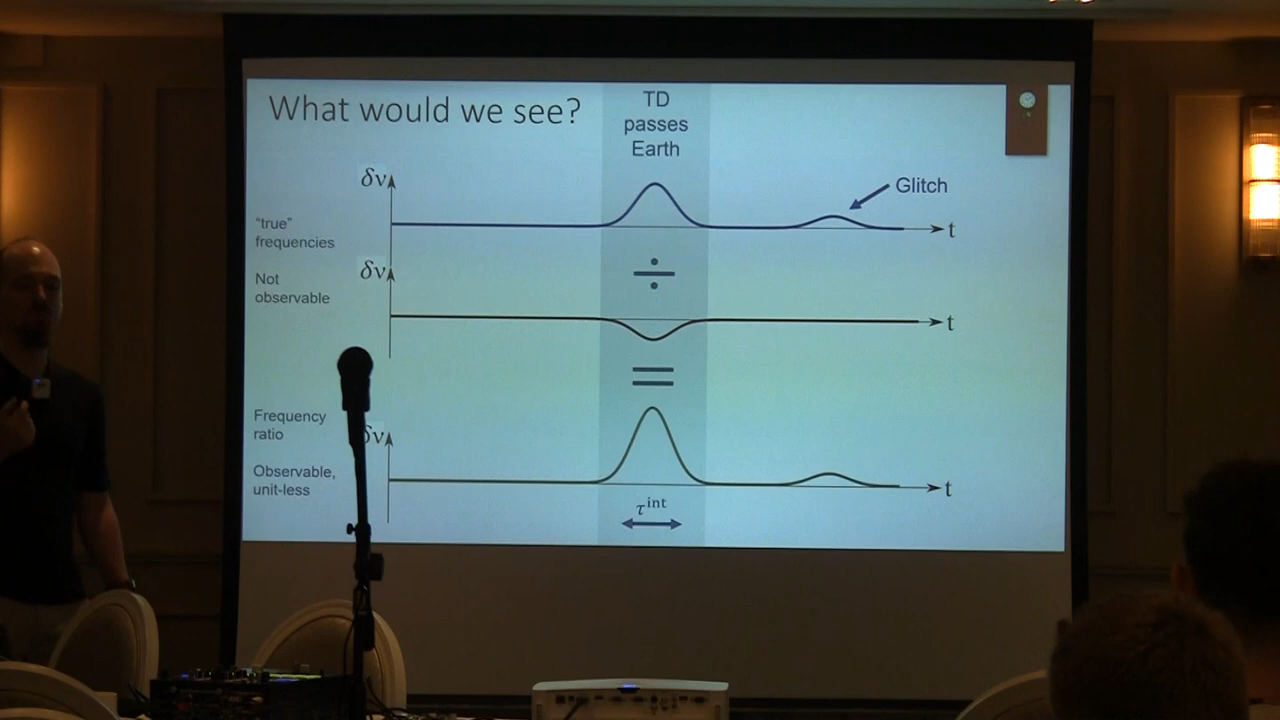 What would we see?
TD
passes
Earth
δν
Glitch
t
"true"
frequencies
δν
÷
Not
observable
t
=
Frequency
ratio
δν
Observable,
unit-less
t
τ^int